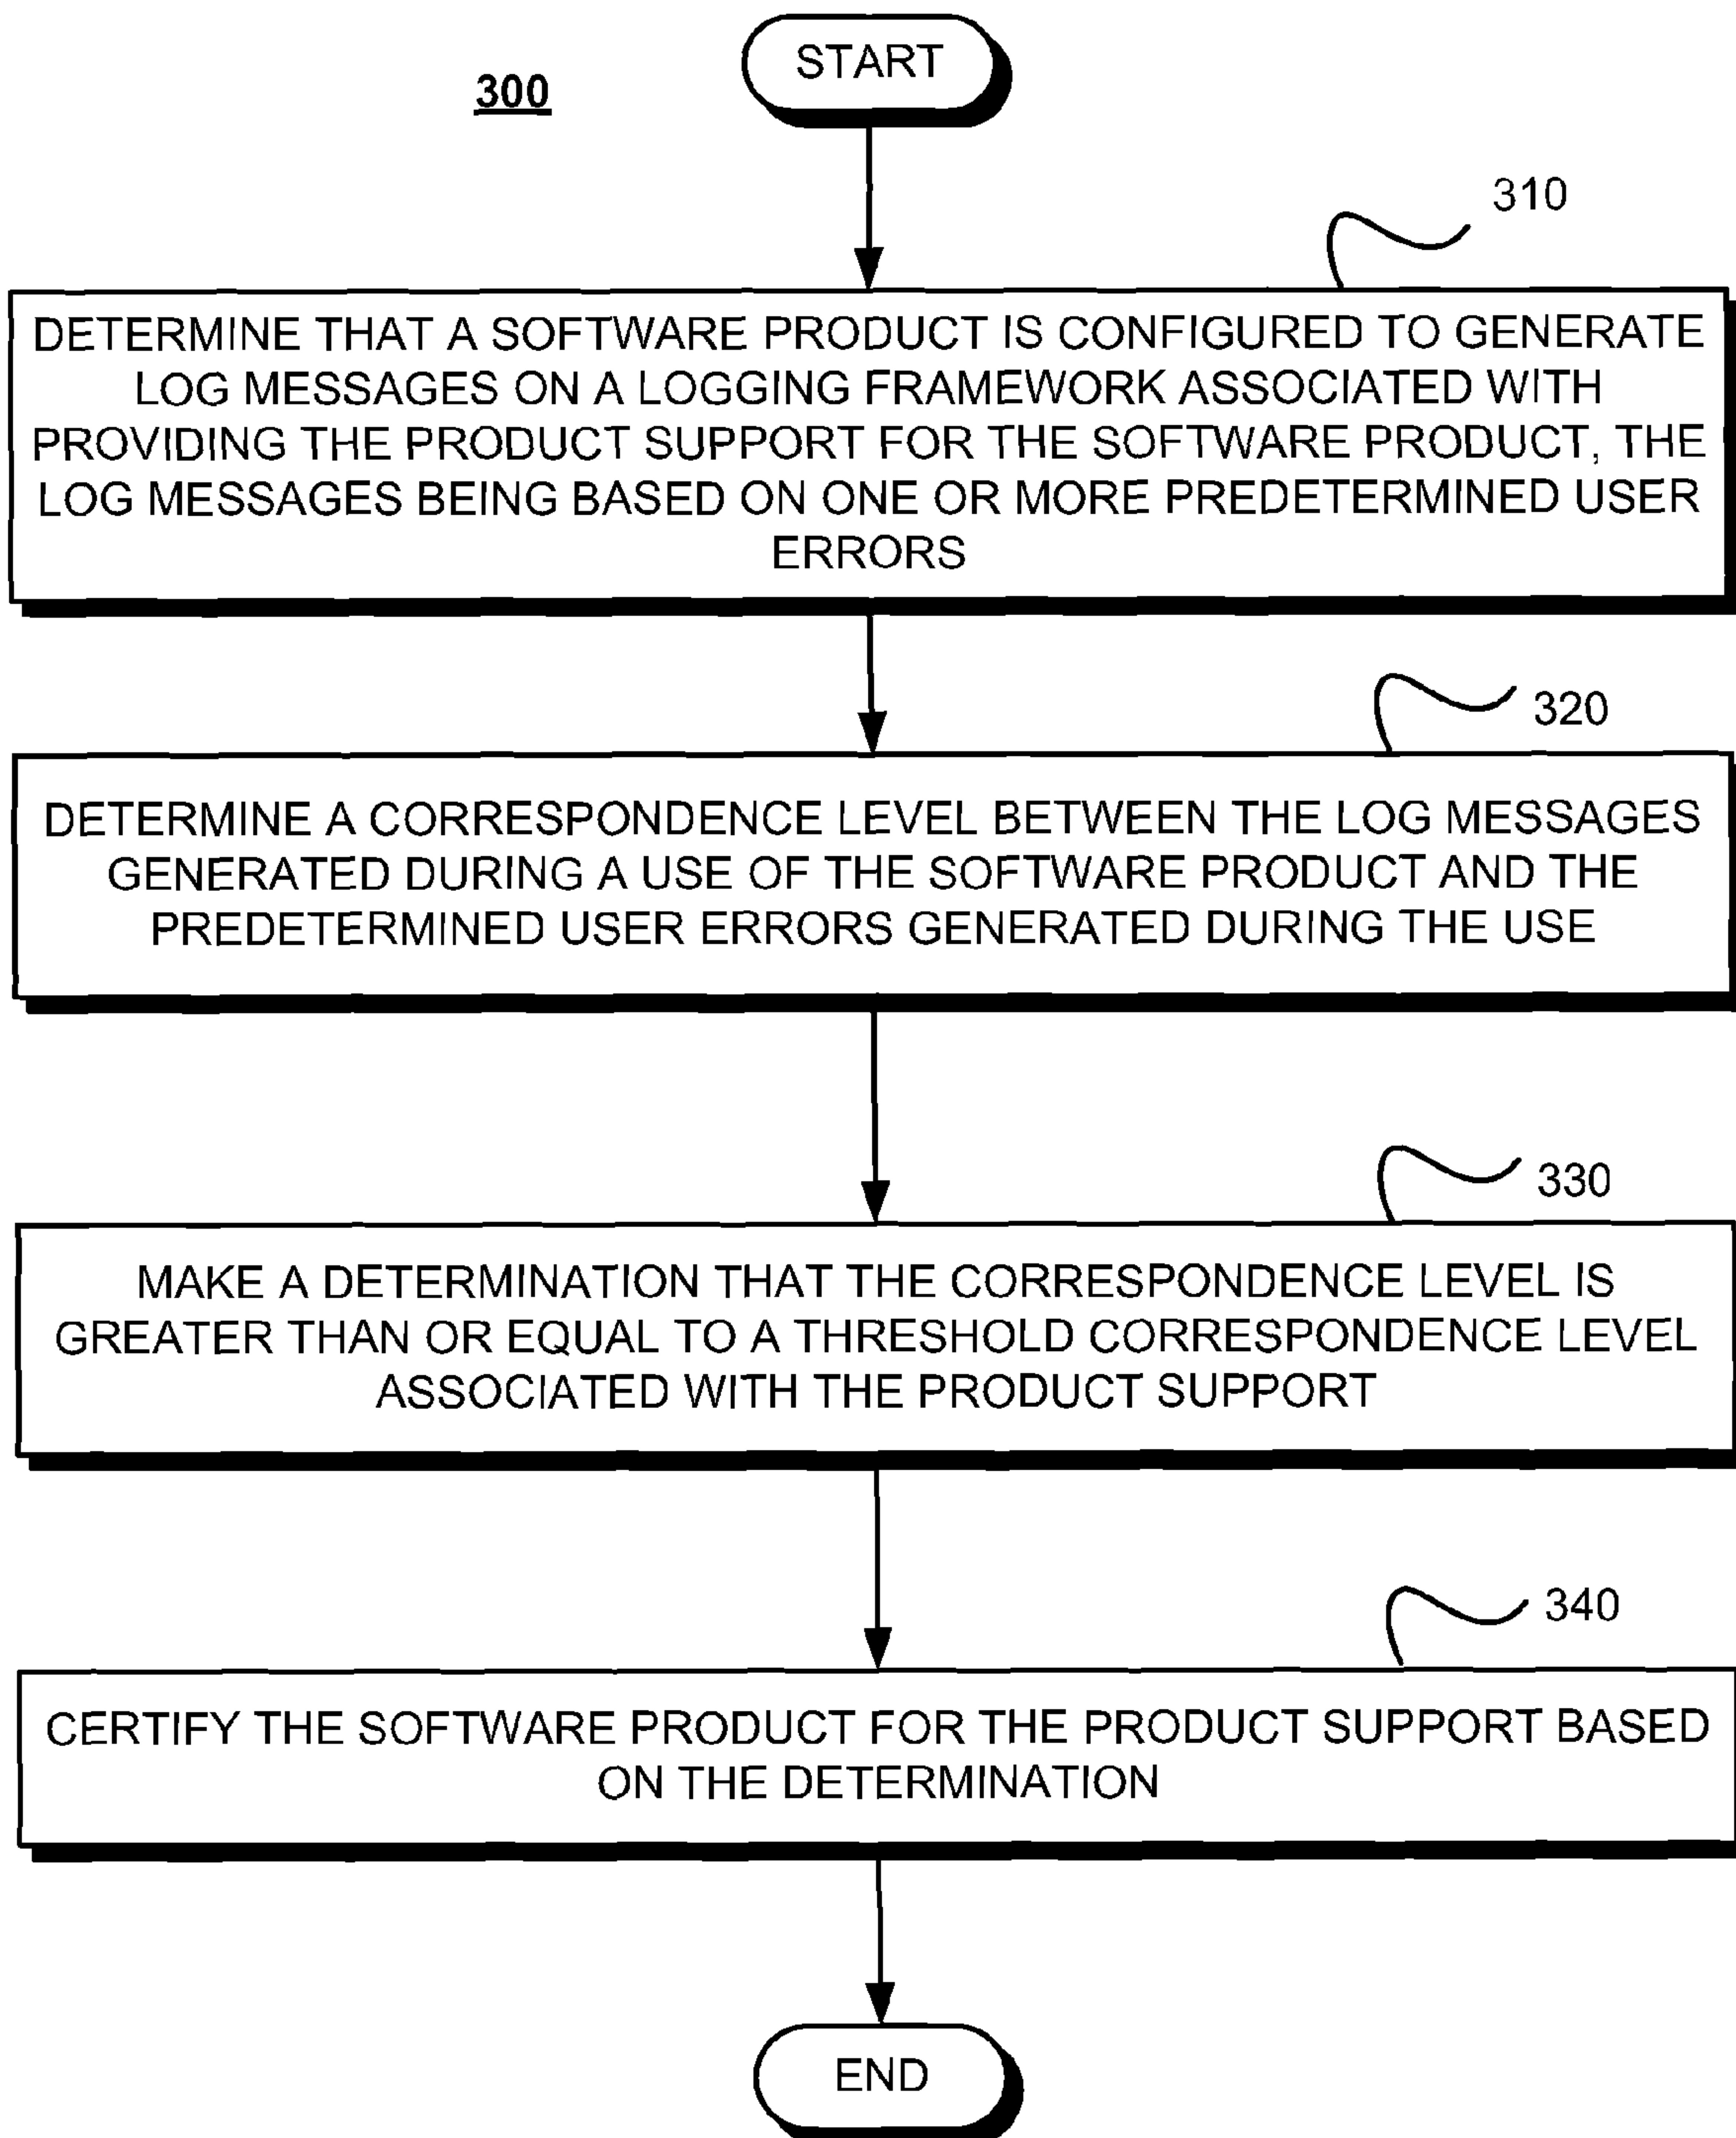 START
300
310
DETERMINE THAT A SOFTWARE PRODUCT IS CONFIGURED TO GENERATE
LOG MESSAGES ON A LOGGING FRAMEWORK ASSOCIATED WITH
PROVIDING THE PRODUCT SUPPORT FOR THE SOFTWARE PRODUCT, THE
LOG MESSAGES BEING BASED ON ONE OR MORE PREDETERMINED USER
ERRORS
320
DETERMINE A CORRESPONDENCE LEVEL BETWEEN THE LOG MESSAGES
GENERATED DURING A USE OF THE SOFTWARE PRODUCT AND THE
PREDETERMINED USER ERRORS GENERATED DURING THE USE
330
MAKE A DETERMINATION THAT THE CORRESPONDENCE LEVEL IS
GREATER THAN OR EQUAL TO A THRESHOLD CORRESPONDENCE LEVEL
ASSOCIATED WITH THE PRODUCT SUPPORT
340
CERTIFY THE SOFTWARE PRODUCT FOR THE PRODUCT SUPPORT BASED
ON THE DETERMINATION
END